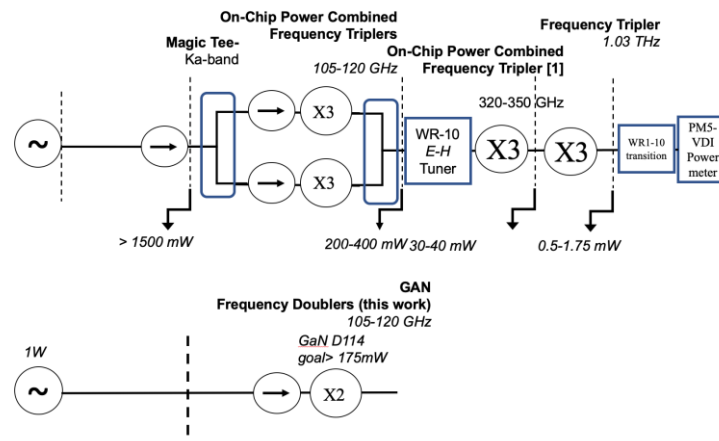 On-Chip Power Combined
Frequency Triplers
105-120 GHz
Magic Tee-
Ka-band
On-Chip Power Combined
Frequency Tripler [1]
320-350 GHz
Frequency Tripler
1.03 THz
~
X3
X3
WR-10
E-H
Tuner
X3
X3
WR1-10
transition
PM5-
VDI
Power
meter
> 1500 mW
200-400 mW
30-40 mW
0.5-1.75 mW
GAN
Frequency Doublers (this work)
105-120 GHz
1W
GaN D114
goal> 175mW
~
X2